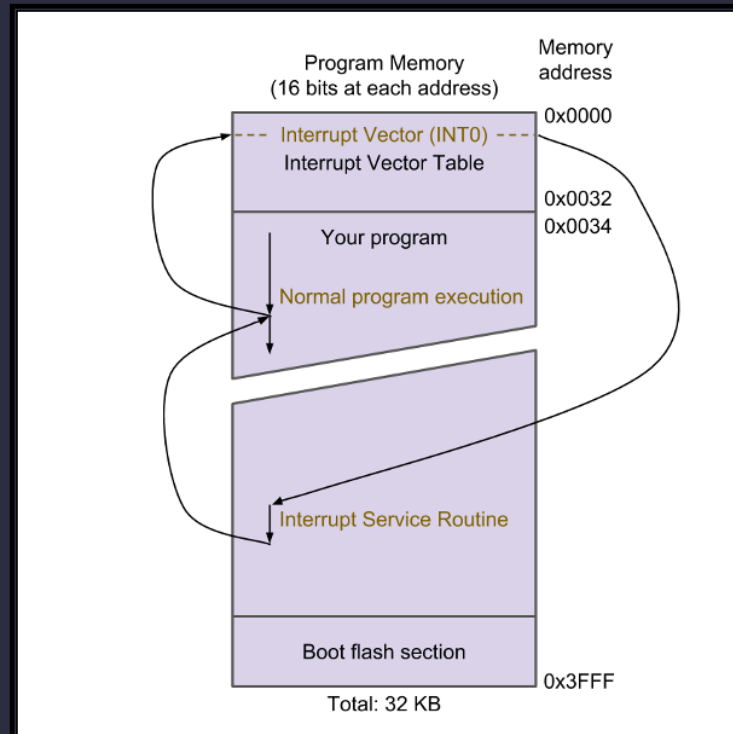 Program Memory
(16 bits at each address)
Memory
address
0x0000
Interrupt Vector (INT0)
Interrupt Vector Table
0x0032
0x0034
Your program
Normal program execution
Interrupt Service Routine
Boot flash section
0x3FFF
Total: 32 KB